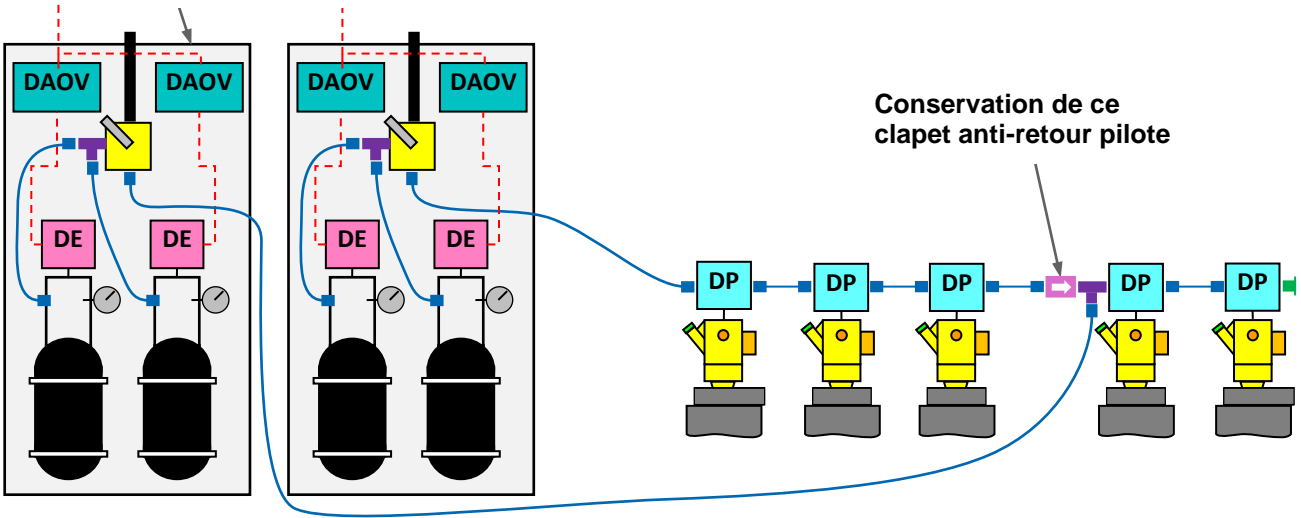 DAOV DAOV DAOV DAOV
Conservation de ce
clapet anti-retour pilote
DE DE DE DE
DP DP DP DP DP